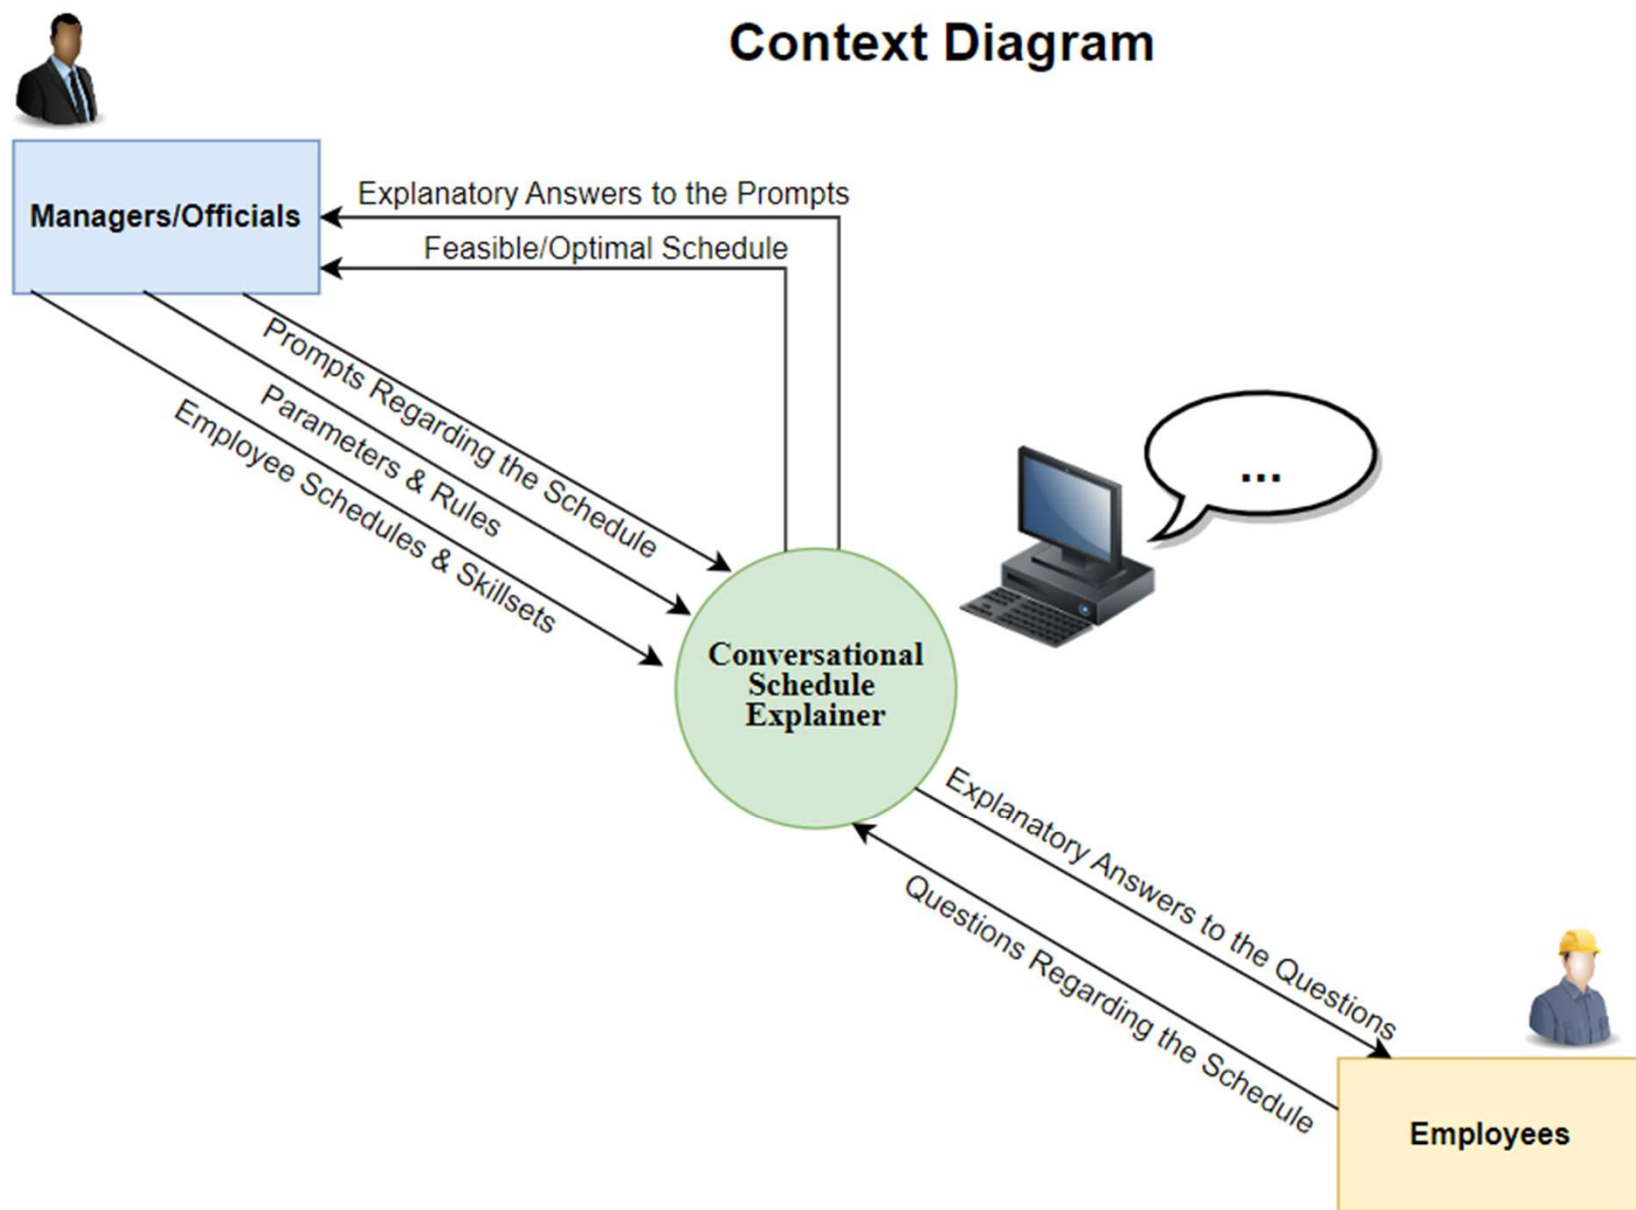 Context Diagram
Managers/Officials
Explanatory Answers to the Prompts
Feasible/Optimal Schedule
Prompts Regarding the Schedule
Parameters & Rules
Employee Schedules & Skillsets
...
Conversational
Schedule
Explainer
Explanatory Answers to the Questions
Questions Regarding the Schedule
Employees